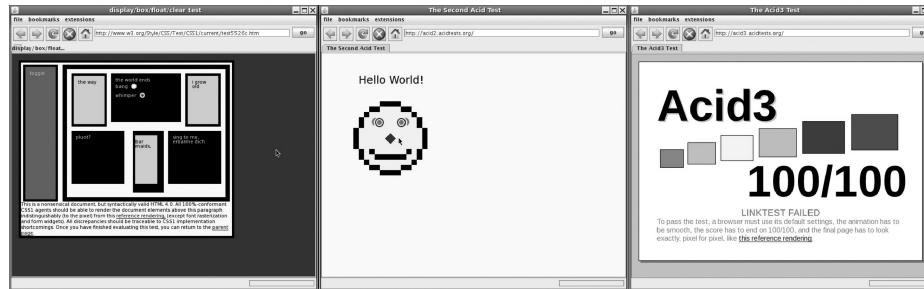 display/box/float/clear test
file bookmarks extensions
http://www.w3.org/Style/CSS/Test/CSS1/current/test5526c.htm
go
display/box/float...
toggle
the way
the world ends
bang
whimper
i grow
old
pluot?
bar
maids,
sing to me,
erbarme dich
This is a nonsensical document, but syntactically valid HTML 4.0. All 100%-conformant
CSS1 agents should be able to render the document elements above this paragraph
indistinguishably (to the pixel) from this reference rendering, (except font rasterization
and form widgets). All discrepancies should be traceable to CSS1 implementation
shortcomings. Once you have finished evaluating this test, you can return to the parent
page.
The Second Acid Test
file bookmarks extensions
http://acid2.acidtests.org/
go
The Second Acid Test
Hello World!
The Acid3 Test
file bookmarks extensions
http://acid3.acidtests.org/
go
The Acid3 Test
Acid3
100/100
LINKTEST FAILED
To pass the test, a browser must use its default settings, the animation has to
be smooth, the score has to end on 100/100, and the final page has to look
exactly, pixel for pixel, like this reference rendering.